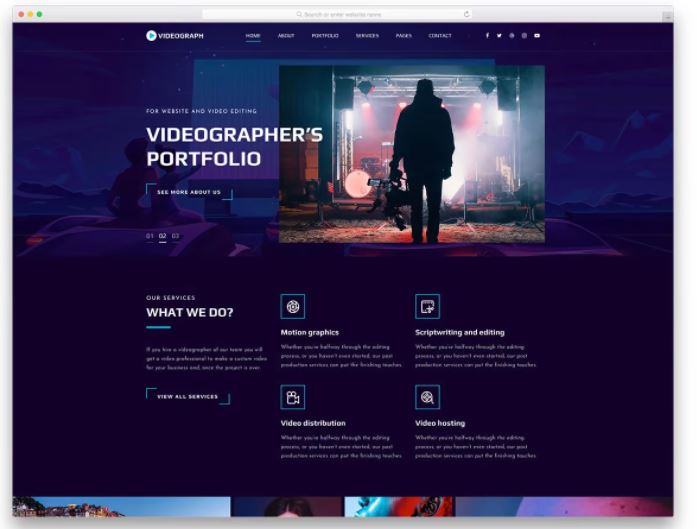 Search or enter website name
VIDEOGRAPH
HOME ABOUT PORTFOLIO SERVICES PAGES CONTACT
FOR WEBSITE AND VIDEO EDITING
VIDEOGRAPHER'S
PORTFOLIO
SEE MORE ABOUT US
01 02 03
OUR SERVICES
WHAT WE DO?
If you hire a videographer of our team you will
get a video professional to make a custom video
for your business and, once the project is over.
VIEW ALL SERVICES
Motion graphics
Whether you're halfway through the editing
process, or you haven't even started, our post
production services can put the finishing touches.
Scriptwriting and editing
Whether you're halfway through the editing
process, or you haven't even started, our post
production services can put the finishing touches.
Video distribution
Whether you're halfway through the editing
process, or you haven't even started, our post
production services can put the finishing touches.
Video hosting
Whether you're halfway through the editing
process, or you haven't even started, our post
production services can put the finishing touches.